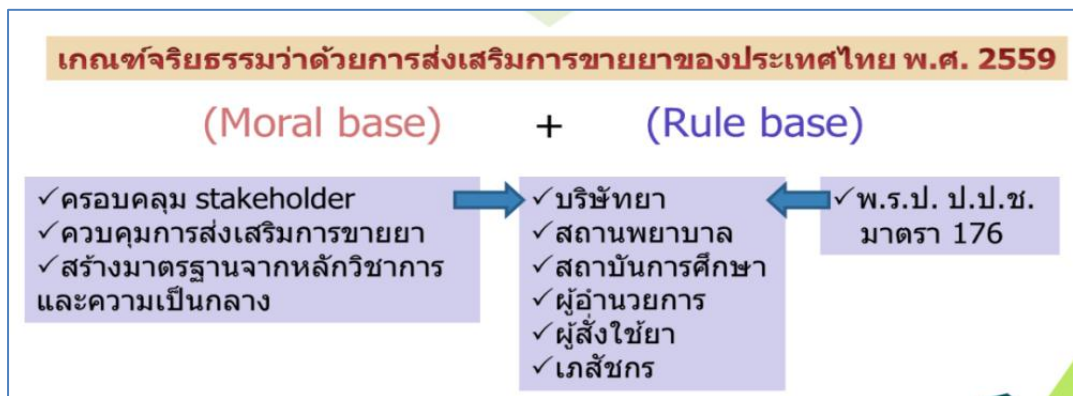 เกณฑ์จริยธรรมว่าด้วยการส่งเสริมการขายยาของประเทศไทย พ.ศ. 2559
(Moral base) + (Rule base)
✓ครอบคลุม stakeholder
✓ควบคุมการส่งเสริมการขายยา
✓สร้างมาตรฐานจากหลักวิชาการ
และความเป็นกลาง
✓บริษัทยา
✓สถานพยาบาล
✓สถาบันการศึกษา
✓ผู้อำนวยการ
✓ผู้สั่งใช้ยา
✓เภสัชกร
✓พ.ร.ป. ป.ป.ช.
มาตรา 176